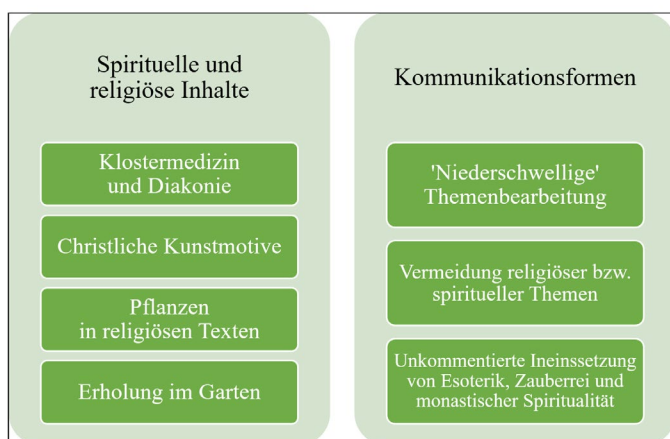 Spirituelle und
religiöse Inhalte
Klostermedizin
und Diakonie
Christliche Kunstmotive
Pflanzen
in religiösen Texten
Erholung im Garten
Kommunikationsformen
'Niederschwellige'
Themenbearbeitung
Vermeidung religiöser bzw.
spiritueller Themen
Unkommentierte Ineinssetzung
von Esoterik, Zauberrei und
monastischer Spiritualität